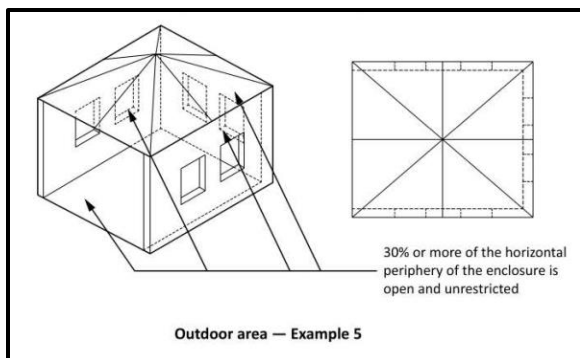 30% or more of the horizontal
periphery of the enclosure is
open and unrestricted
Outdoor area — Example 5